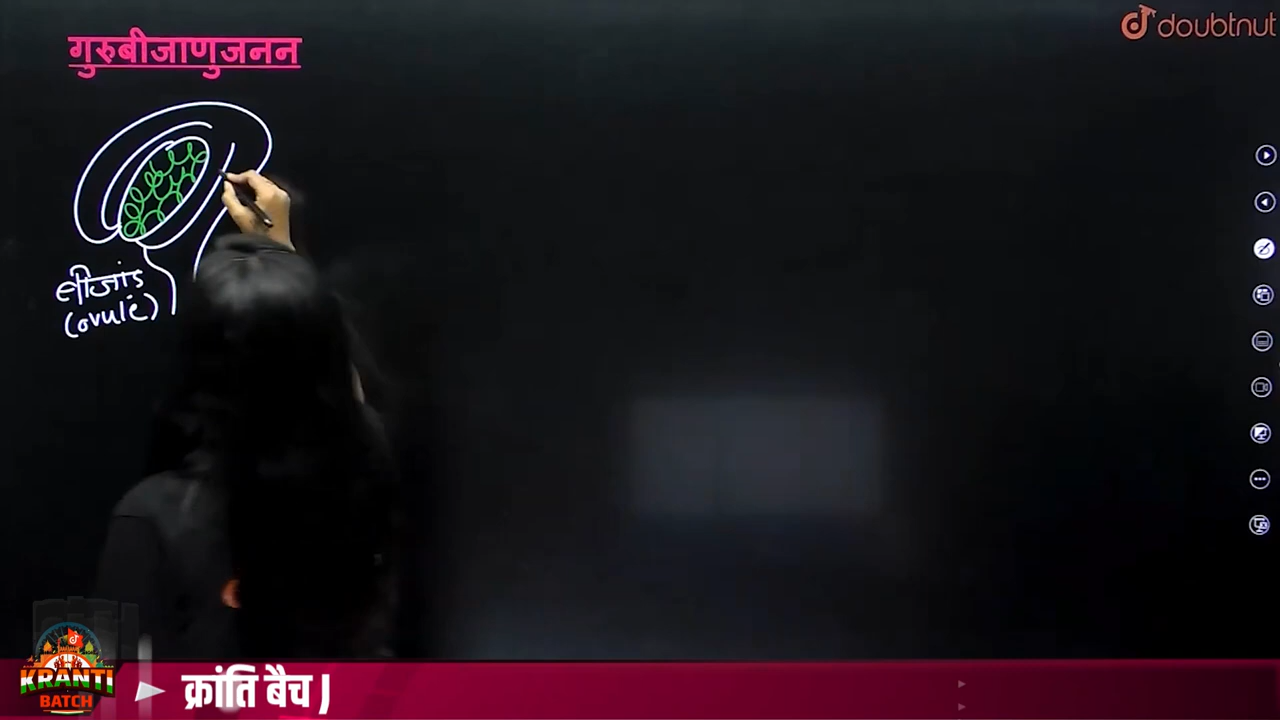 गुरुबीजाणुजनन
doubtnut
बीजांड
(ovule)
KRANTI
BATCH
क्रांति बैच J